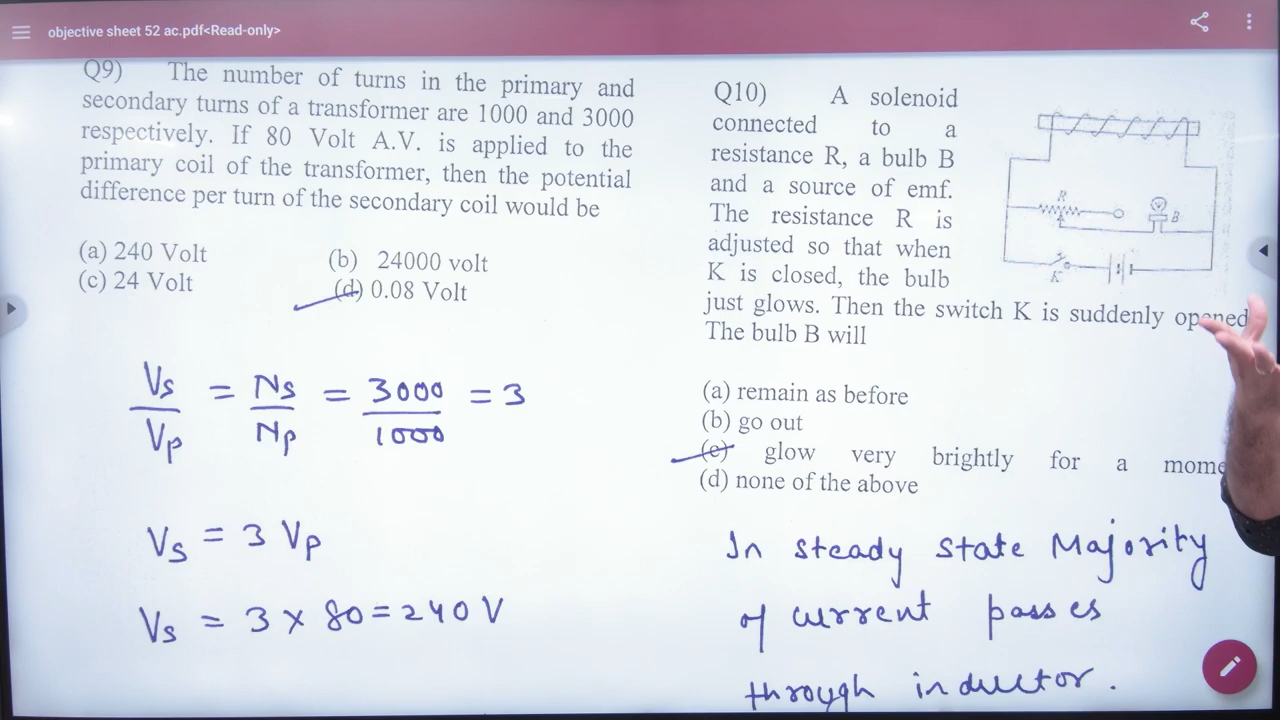 objective sheet 52 ac.pdf<Read-only>
Q9) The number of turns in the primary and
secondary turns of a transformer are 1000 and 3000
respectively. If 80 Volt A.V. is applied to the
primary coil of the transformer, then the potential
difference per turn of the secondary coil would be
(a) 240 Volt
(b) 24000 volt
(c) 24 Volt
(d) 0.08 Volt
Vs/Vp = Ns/Np = 3000/1000 = 3
Vs = 3 Vp
Vs = 3 x 80 = 240 V
Q10) A solenoid
connected to a
resistance R, a bulb B
and a source of emf.
The resistance R is
adjusted so that when
K is closed, the bulb
just glows. Then the switch K is suddenly opened
The bulb B will
R
B
K
(a) remain as before
(b) go out
(c) glow very brightly for a
(d) none of the above
In steady state Majority
of current passes
through inductor.